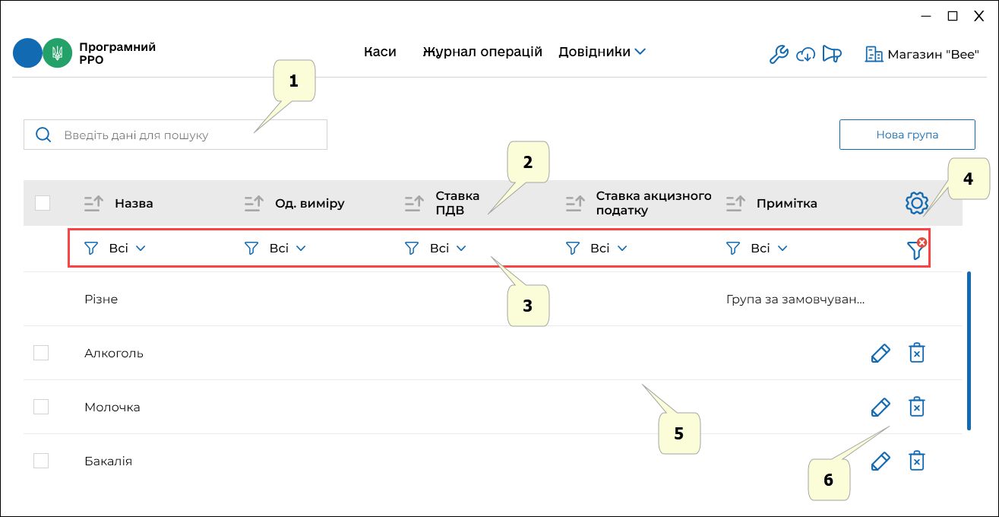 Програмний
РРО
Каси
Журнал операцій
Довідники
Магазин "Bee"
1
Введіть дані для пошуку
Нова група
2
4
Назва
Од. виміру
Ставка
ПДВ
Ставка акцизного
податку
Примітка
Всі
Всі
Всі
Всі
Всі
3
Різне
Група за замовчуван...
Алкоголь
Молочка
5
Бакалія
6